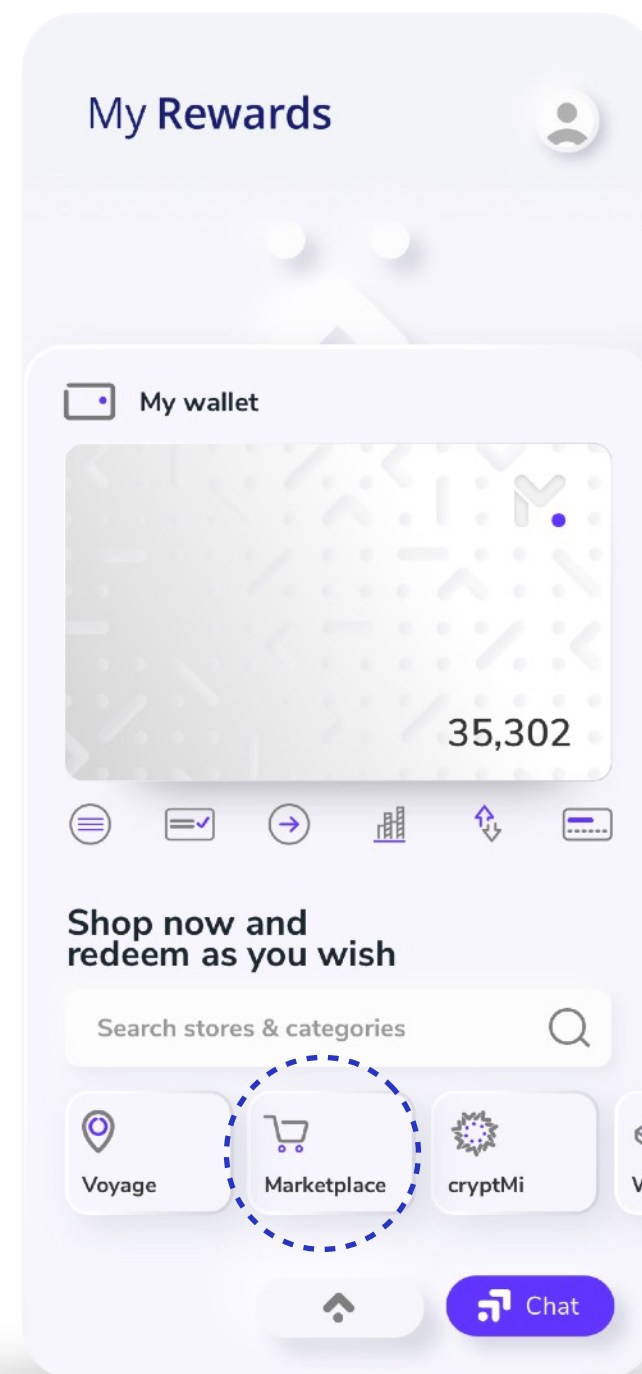 My Rewards
My wallet
35,302
Shop now and
redeem as you wish
Search stores & categories
Voyage
Marketplace
cryptMi
Chat